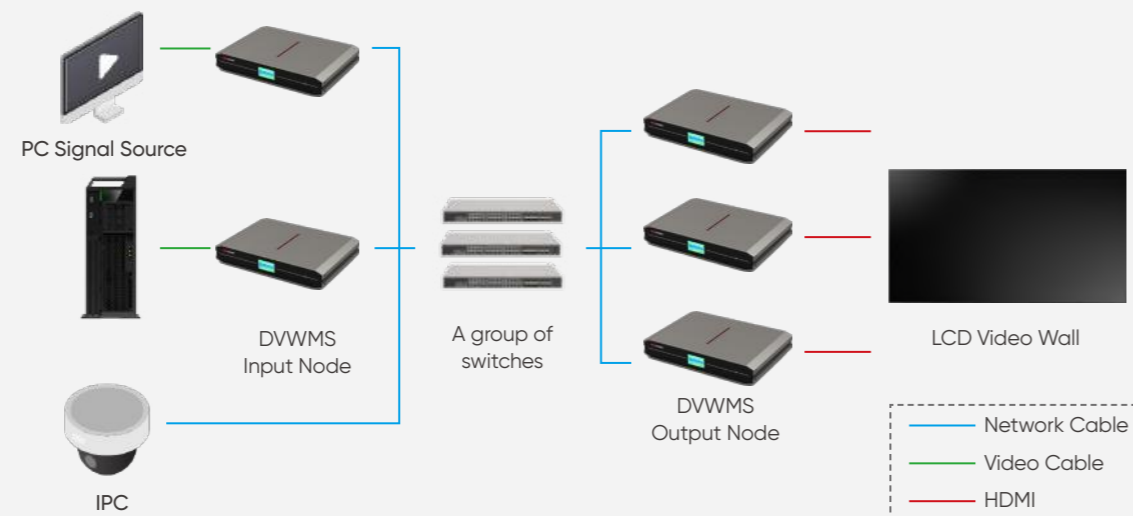 PC Signal Source
DVWMS
Input Node
IPC
A group of
switches
DVWMS
Output Node
LCD Video Wall
Network Cable
Video Cable
HDMI